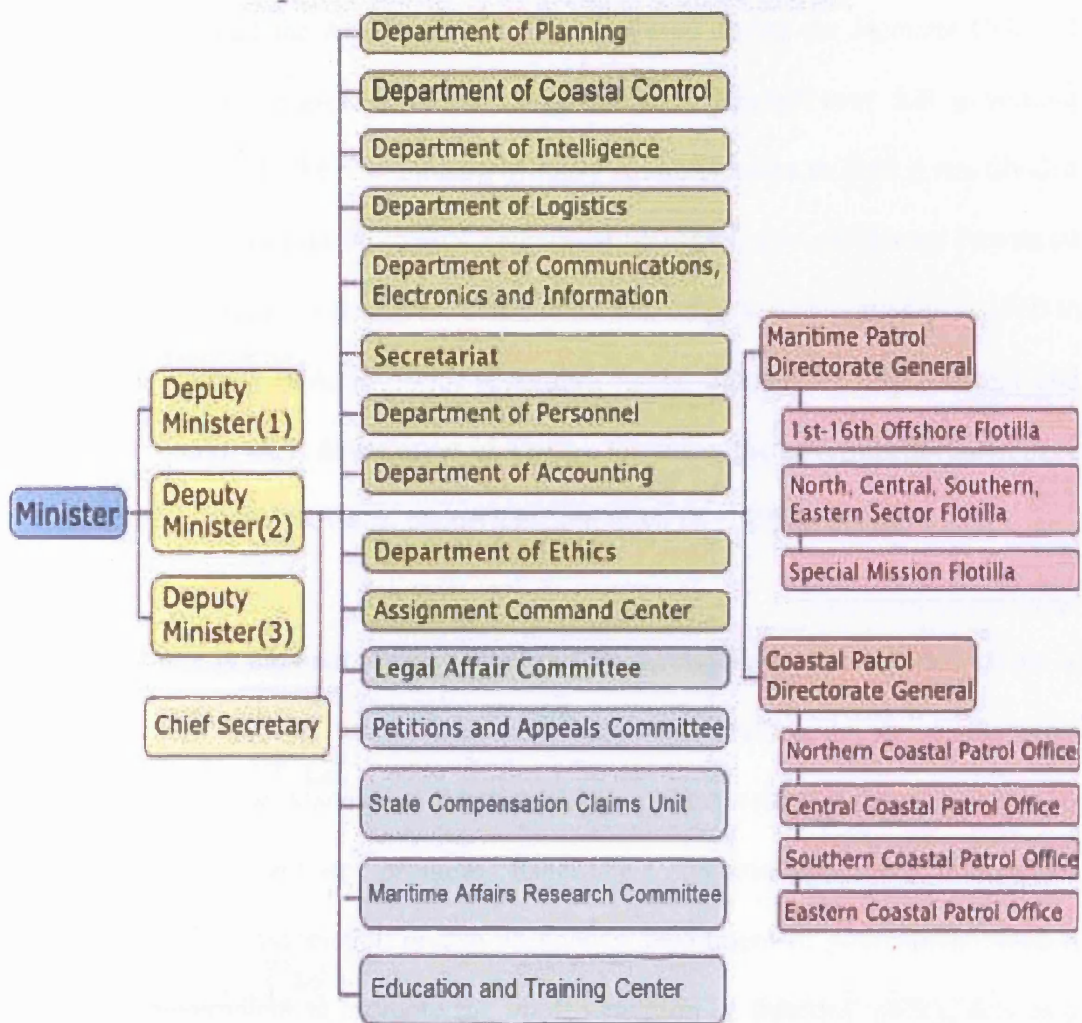 Minister
Deputy
Minister(1)
Deputy
Minister(2)
Deputy
Minister(3)
Chief Secretary
Department of Planning
Department of Coastal Control
Department of Intelligence
Department of Logistics
Department of Communications,
Electronics and Information
Secretariat
Department of Personnel
Department of Accounting
Department of Ethics
Assignment Command Center
Legal Affair Committee
Petitions and Appeals Committee
State Compensation Claims Unit
Maritime Affairs Research Committee
Education and Training Center
Maritime Patrol
Directorate General
1st-16th Offshore Flotilla
North, Central, Southern,
Eastern Sector Flotilla
Special Mission Flotilla
Coastal Patrol
Directorate General
Northern Coastal Patrol Office
Central Coastal Patrol Office
Southern Coastal Patrol Office
Eastern Coastal Patrol Office